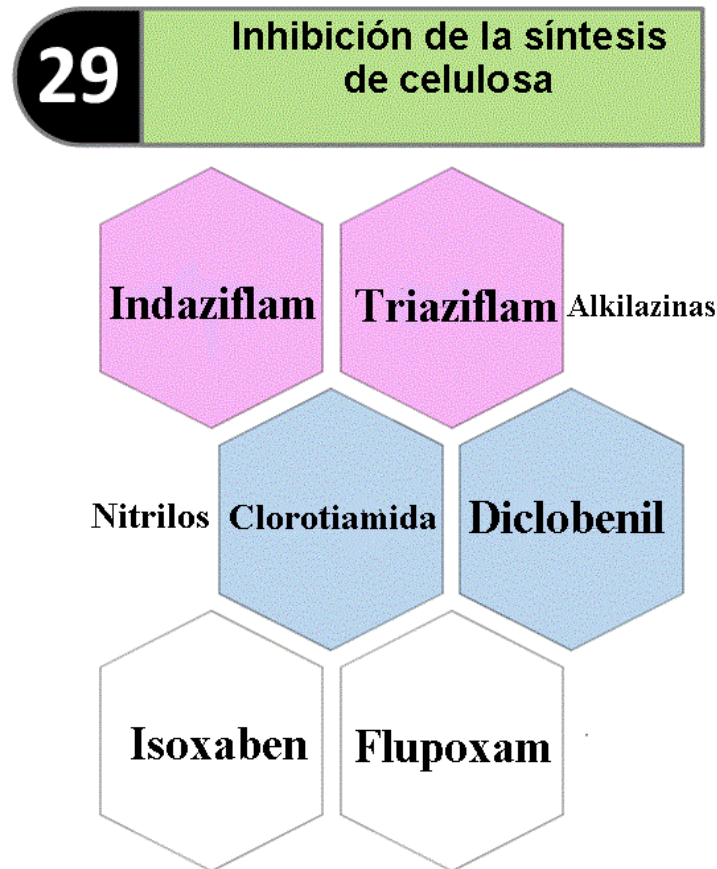 29
Inhibición de la síntesis
de celulosa
Indaziflam
Triaziflam
Alkilazinas
Nitrilos
Clorotiamida
Diclobenil
Isoxaben
Flupoxam